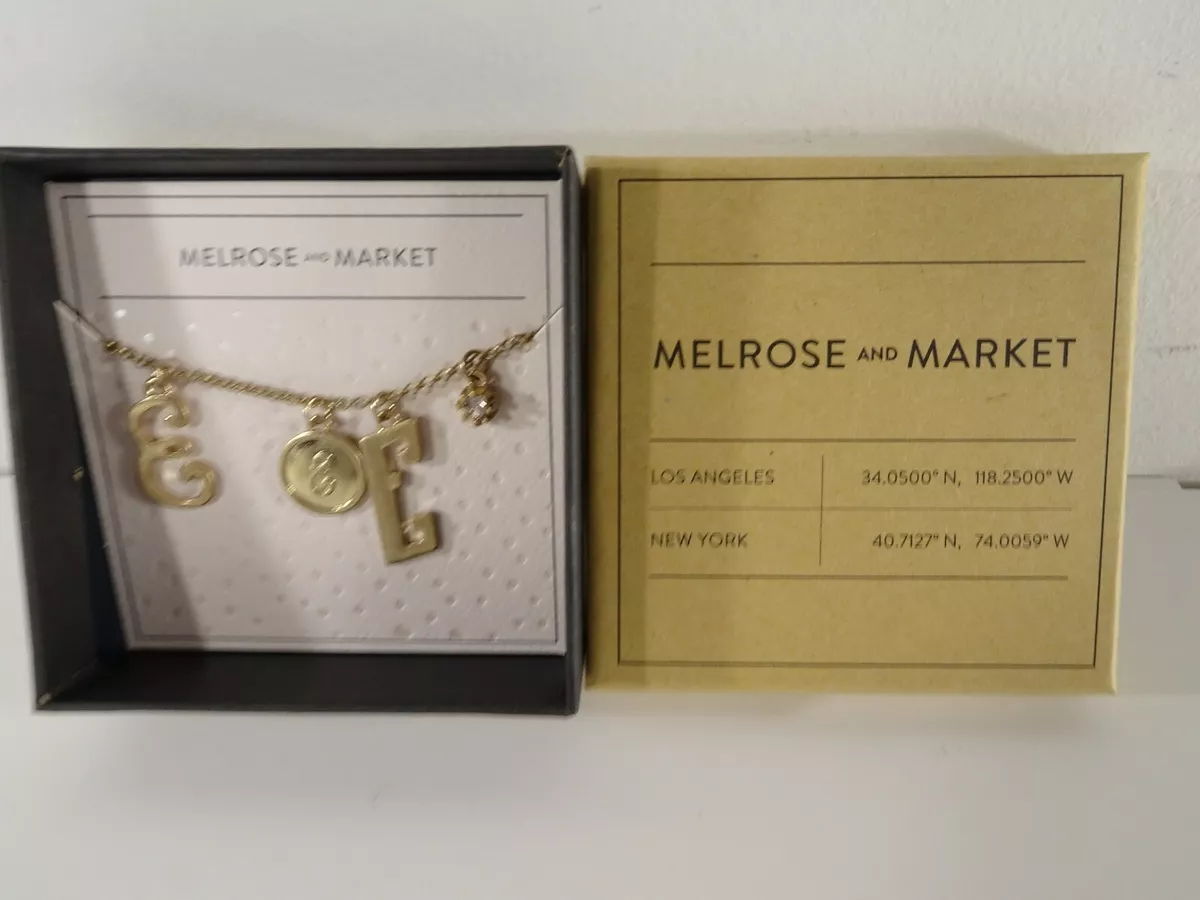 MELROSE AND MARKET
E
E
E
MELROSE AND MARKET
LOS ANGELES 34.0500° N, 118.2500° W
NEW YORK 40.7127° N, 74.0059° W